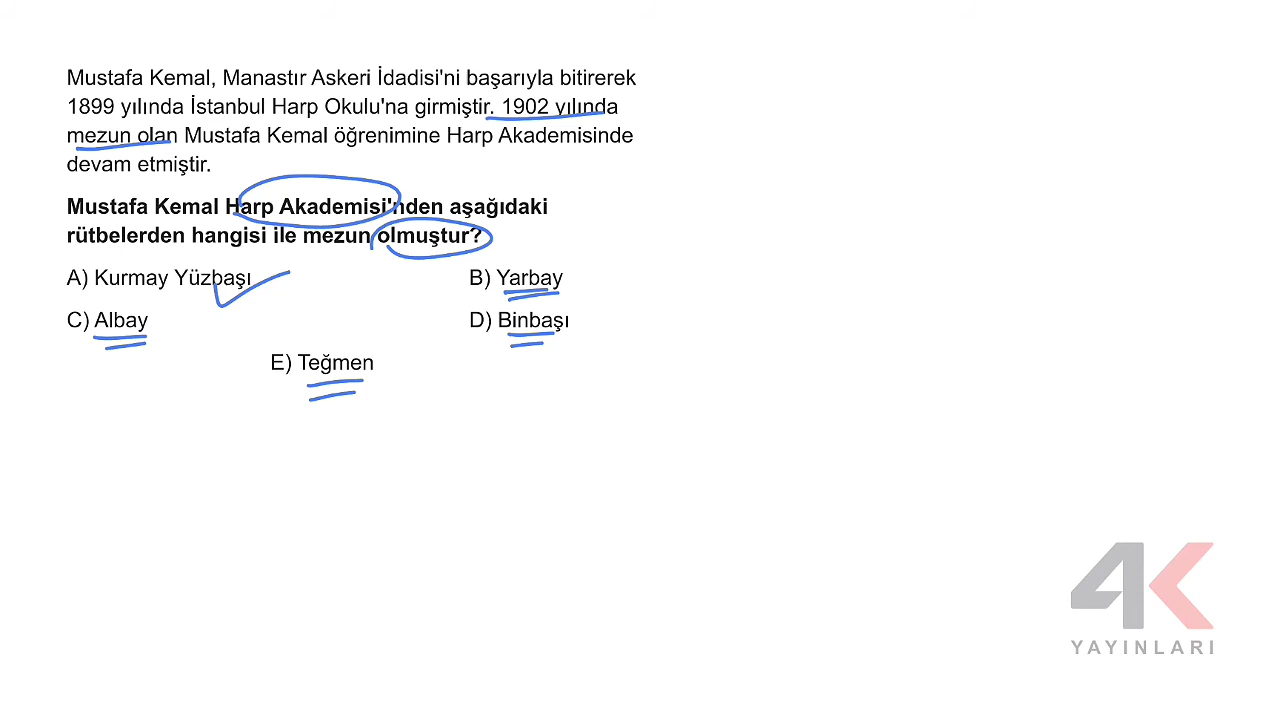 Mustafa Kemal, Manastır Askeri İdadisi'ni başarıyla bitirerek
1899 yılında İstanbul Harp Okulu'na girmiştir. 1902 yılında
mezun olan Mustafa Kemal öğrenimine Harp Akademisinde
devam etmiştir.
Mustafa Kemal Harp Akademisi'nden aşağıdaki
rütbelerden hangisi ile mezun olmuştur?
A) Kurmay Yüzbaşı B) Yarbay
C) Albay D) Binbaşı
E) Teğmen
4K
YAYINLARI